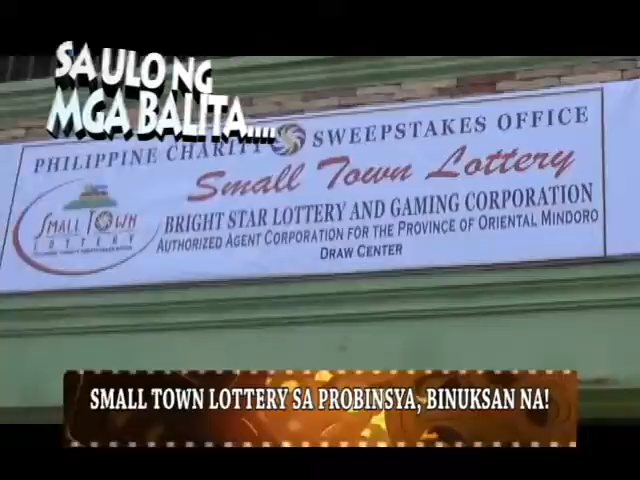 SA ULO NG
MGA BALITA....
PHILIPPINE CHARITY SWEEPSTAKES OFFICE
Small Town Lottery
SMALL TOWN
LOTTERY
BRIGHT STAR LOTTERY AND GAMING CORPORATION
AUTHORIZED AGENT CORPORATION FOR THE PROVINCE OF ORIENTAL MINDORO
DRAW CENTER
SMALL TOWN LOTTERY SA PROBINSYA, BINUKSAN NA!